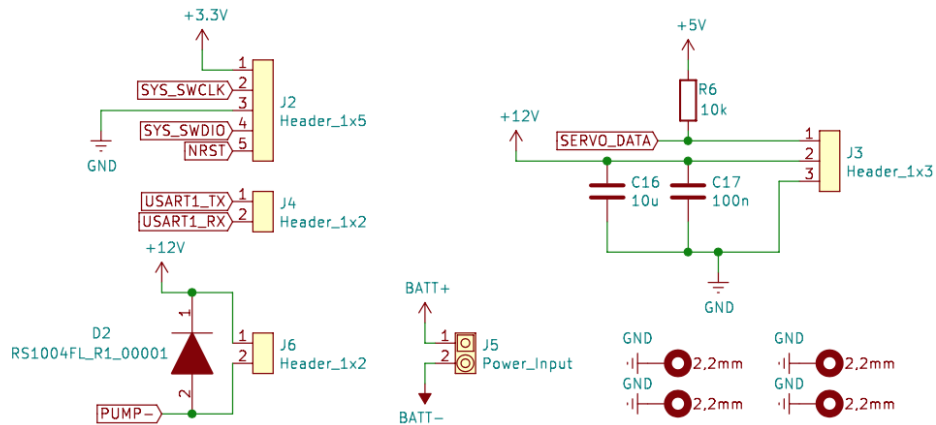 +3.3V
1
SYS_SWCLK
2
J2
3
Header_1x5
SYS_SWDIO
4
NRST
5
GND
USART1_TX
1
J4
USART1_RX
2
Header_1x2
+12V
1
D2
RS1004FL_R1_00001
2
1
J6
2
Header_1x2
PUMP-
BATT+
1
J5
2
Power_Input
BATT-
+5V
R6
10k
+12V
SERVO_DATA
1
2
J3
3
Header_1x3
C16
10u
C17
100n
GND
GND
2,2mm
GND
2,2mm
GND
2,2mm
GND
2,2mm